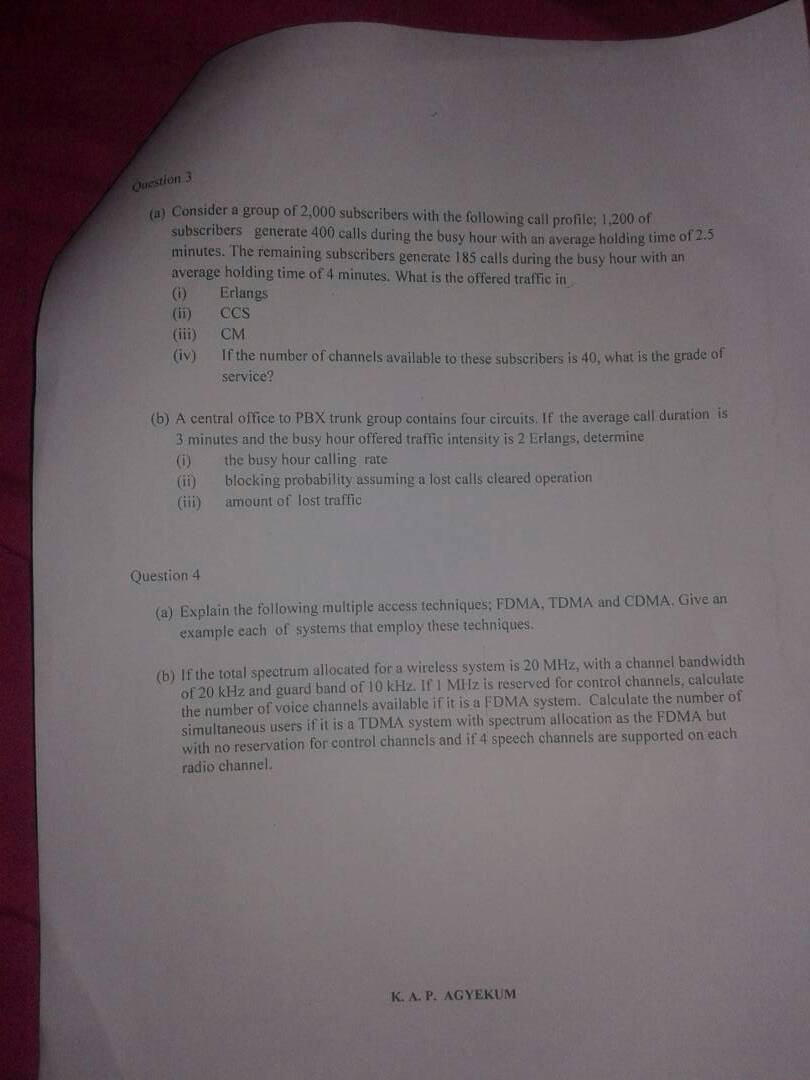 Question 3
(a) Consider a group of 2,000 subscribers with the following call profile; 1,200 of
subscribers generate 400 calls during the busy hour with an average holding time of 2.5
minutes. The remaining subscribers generate 185 calls during the busy hour with an
average holding time of 4 minutes. What is the offered traffic in
(i) Erlangs
(ii) CCS
(iii) CM
(iv) If the number of channels available to these subscribers is 40, what is the grade of
service?
(b) A central office to PBX trunk group contains four circuits. If the average call duration is
3 minutes and the busy hour offered traffic intensity is 2 Erlangs, determine
(i) the busy hour calling rate
(ii) blocking probability assuming a lost calls cleared operation
(iii) amount of lost traffic
Question 4
(a) Explain the following multiple access techniques; FDMA, TDMA and CDMA. Give an
example each of systems that employ these techniques.
(b) If the total spectrum allocated for a wireless system is 20 MHz, with a channel bandwidth
of 20 kHz and guard band of 10 kHz. If 1 MHz is reserved for control channels, calculate
the number of voice channels available if it is a FDMA system. Calculate the number of
simultaneous users if it is a TDMA system with spectrum allocation as the FDMA but
with no reservation for control channels and if 4 speech channels are supported on each
radio channel.
K. A. P. AGYEKUM